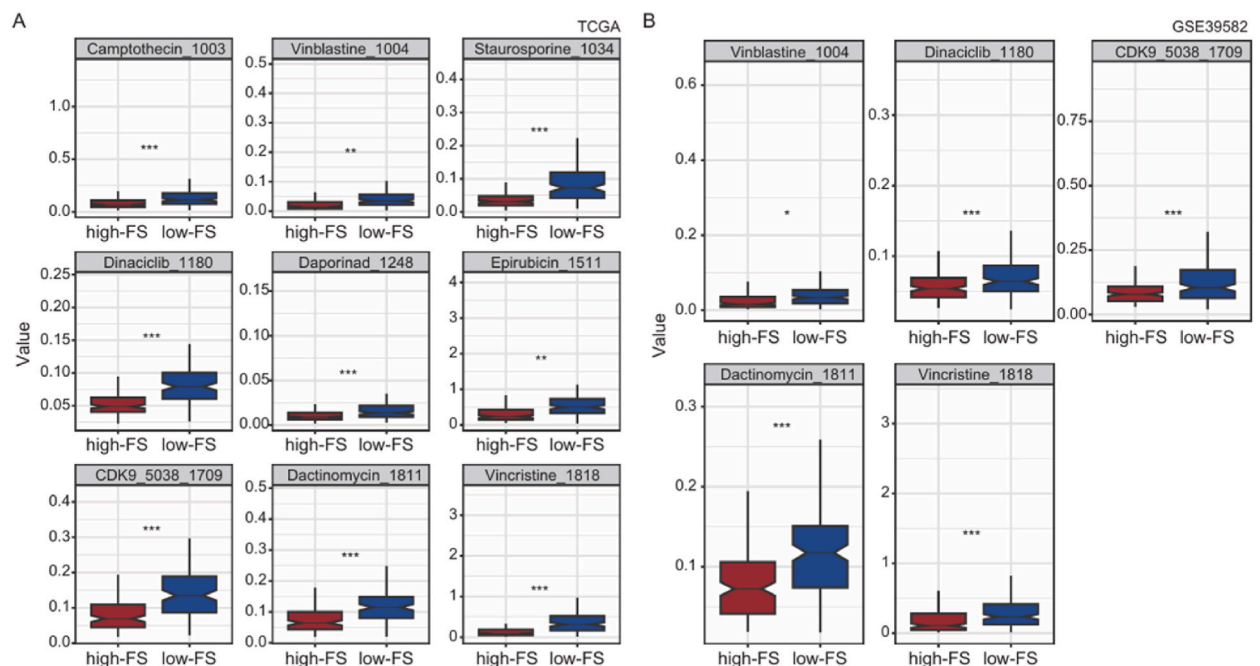 A
TCGA
Camptothecin_1003
Vinblastine_1004
Staurosporine_1034
1.0
0.5
0.0
***
high-FS low-FS
0.5
0.4
0.3
0.2
0.1
0.0
**
high-FS low-FS
0.4
0.3
0.2
0.1
0.0
***
high-FS low-FS
Value
Dinaciclib_1180
Daporinad_1248
Epirubicin_1511
0.25
0.20
0.15
0.10
0.05
***
high-FS low-FS
0.15
0.10
0.05
0.00
***
high-FS low-FS
4
3
2
1
0
**
high-FS low-FS
CDK9_5038_1709
Dactinomycin_1811
Vincristine_1818
0.4
0.3
0.2
0.1
0.0
***
high-FS low-FS
0.5
0.4
0.3
0.2
0.1
0.0
***
high-FS low-FS
3
2
1
0
***
high-FS low-FS
B
GSE39582
Vinblastine_1004
Dinaciclib_1180
CDK9_5038_1709
0.6
0.4
0.2
0.0
*
high-FS low-FS
0.3
0.2
0.1
***
high-FS low-FS
0.75
0.50
0.25
0.00
***
high-FS low-FS
Value
Dactinomycin_1811
Vincristine_1818
0.3
0.2
0.1
***
high-FS low-FS
3
2
1
0
***
high-FS low-FS